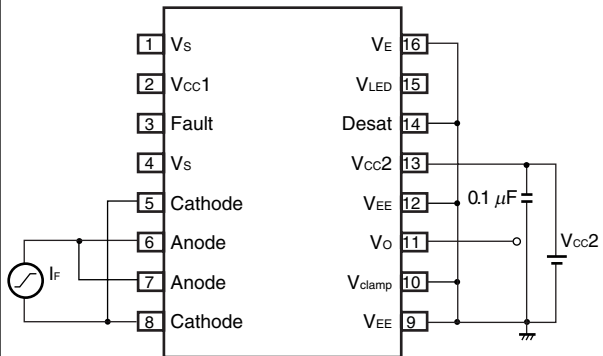 1 VS VE 16
2 VCC1 VLED 15
3 Fault Desat 14
4 VS VCC2 13
5 Cathode VEE 12 0.1 μF
6 Anode VO 11 VCC2
IF
7 Anode Vclamp 10
8 Cathode VEE 9